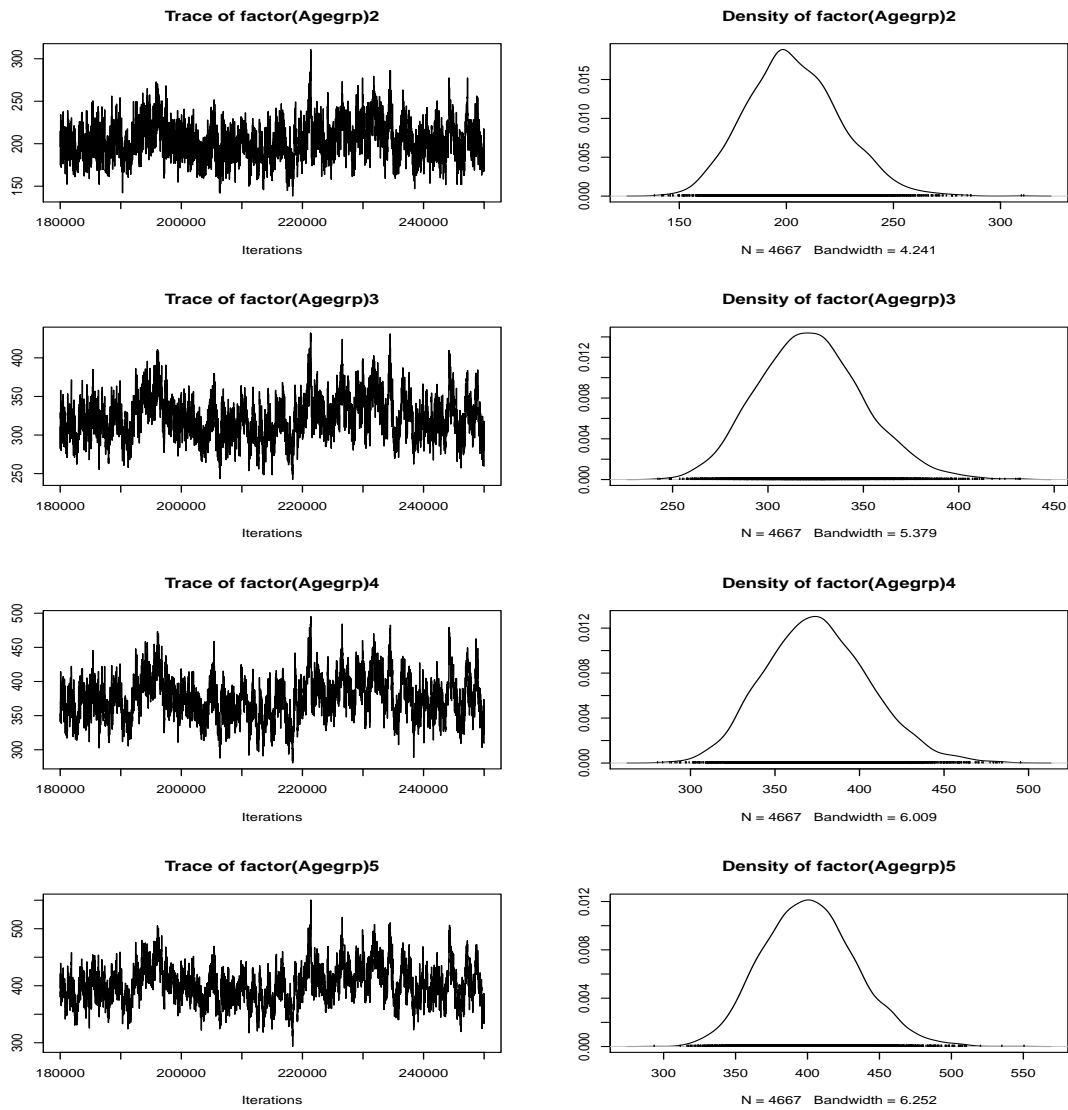 Trace of factor(Agegrp)2
Density of factor(Agegrp)2
150 200 250 300
180000 200000 220000 240000
Iterations
0.000 0.005 0.010 0.015
150 200 250 300
N = 4667 Bandwidth = 4.241
Trace of factor(Agegrp)3
Density of factor(Agegrp)3
250 300 350 400
180000 200000 220000 240000
Iterations
0.000 0.004 0.008 0.012
250 300 350 400 450
N = 4667 Bandwidth = 5.379
Trace of factor(Agegrp)4
Density of factor(Agegrp)4
300 350 400 450 500
180000 200000 220000 240000
Iterations
0.000 0.004 0.008 0.012
300 350 400 450 500
N = 4667 Bandwidth = 6.009
Trace of factor(Agegrp)5
Density of factor(Agegrp)5
300 400 500
180000 200000 220000 240000
Iterations
0.000 0.004 0.008 0.012
300 350 400 450 500 550
N = 4667 Bandwidth = 6.252